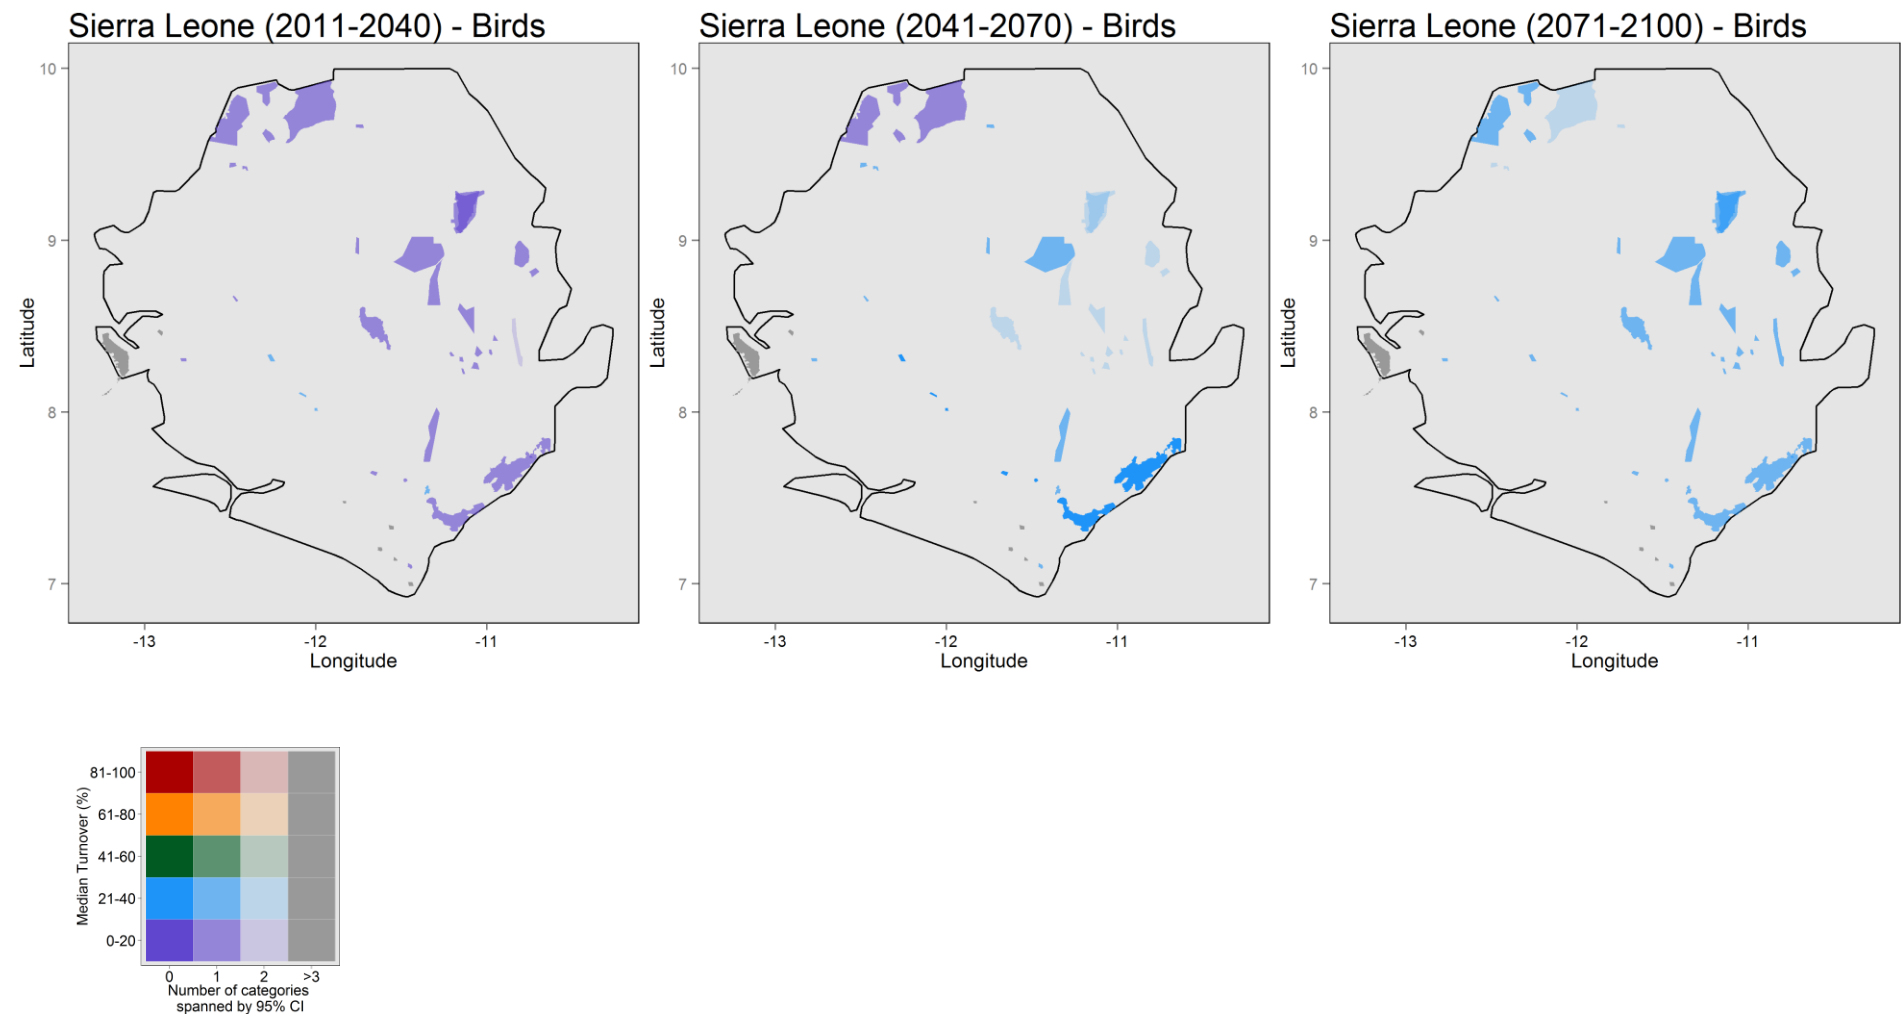 Sierra Leone (2011-2040) - Birds
10
9
8
7
Latitude
-13
-12
-11
Longitude
Sierra Leone (2041-2070) - Birds
10
9
8
7
Latitude
-13
-12
-11
Longitude
Sierra Leone (2071-2100) - Birds
10
9
8
7
Latitude
-13
-12
-11
Longitude
Median Turnover (%)
81-100
61-80
41-60
21-40
0-20
0
1
2
>3
Number of categories
spanned by 95% CI